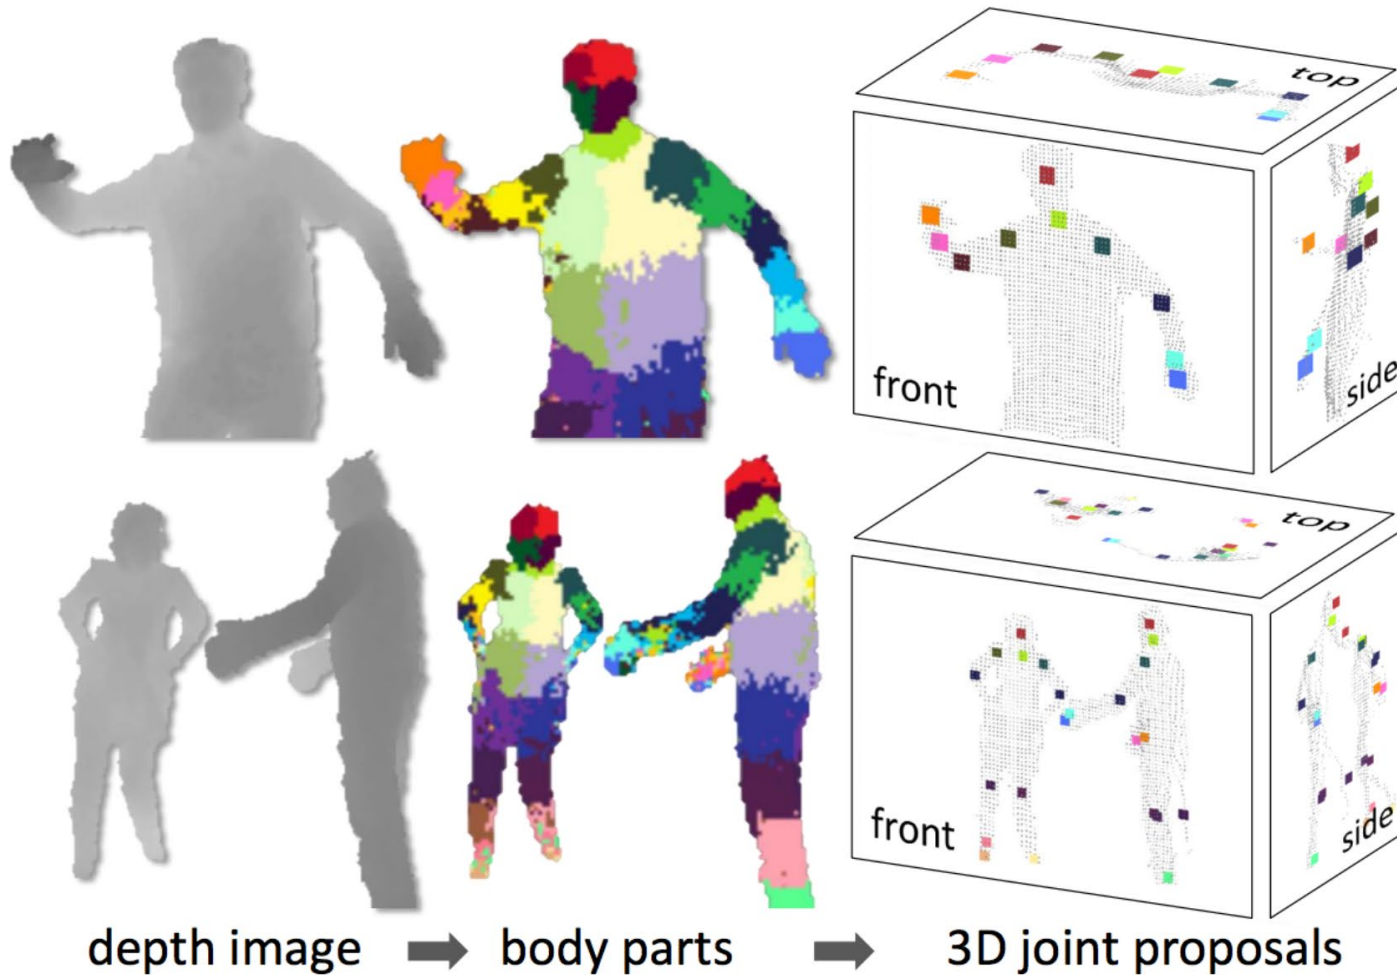 top
front
side
top
front
side
depth image
body parts
3D joint proposals